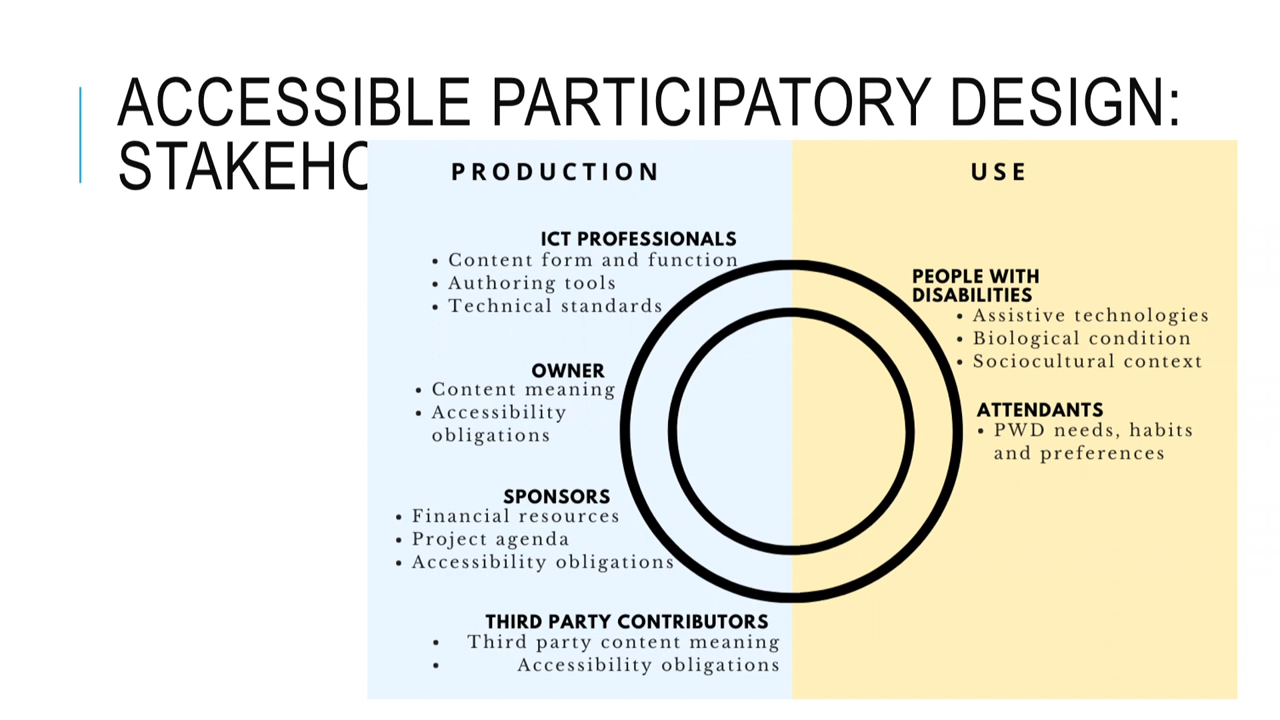 ACCESSIBLE PARTICIPATORY DESIGN:
STAKEHO
PRODUCTION
ICT PROFESSIONALS
• Content form and function
• Authoring tools
• Technical standards
OWNER
• Content meaning
• Accessibility
obligations
SPONSORS
• Financial resources
• Project agenda
• Accessibility obligations
THIRD PARTY CONTRIBUTORS
• Third party content meaning
• Accessibility obligations
USE
PEOPLE WITH
DISABILITIES
• Assistive technologies
• Biological condition
• Sociocultural context
ATTENDANTS
• PWD needs, habits
and preferences